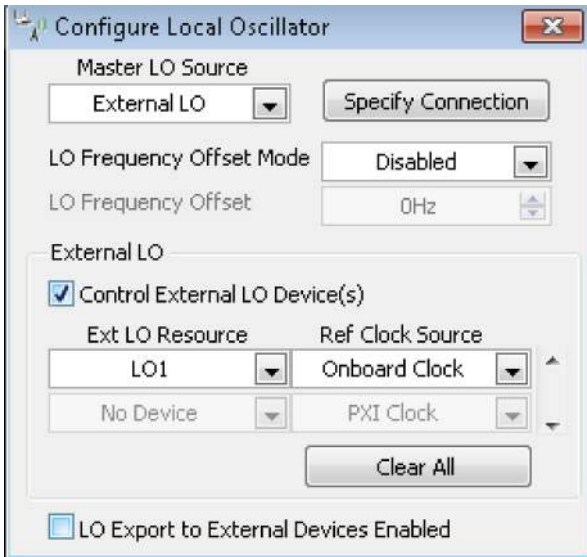 Configure Local Oscillator
Master LO Source
External LO Specify Connection
LO Frequency Offset Mode Disabled
LO Frequency Offset 0Hz
External LO
Control External LO Device(s)
Ext LO Resource Ref Clock Source
LO1 Onboard Clock
No Device PXI Clock
Clear All
LO Export to External Devices Enabled